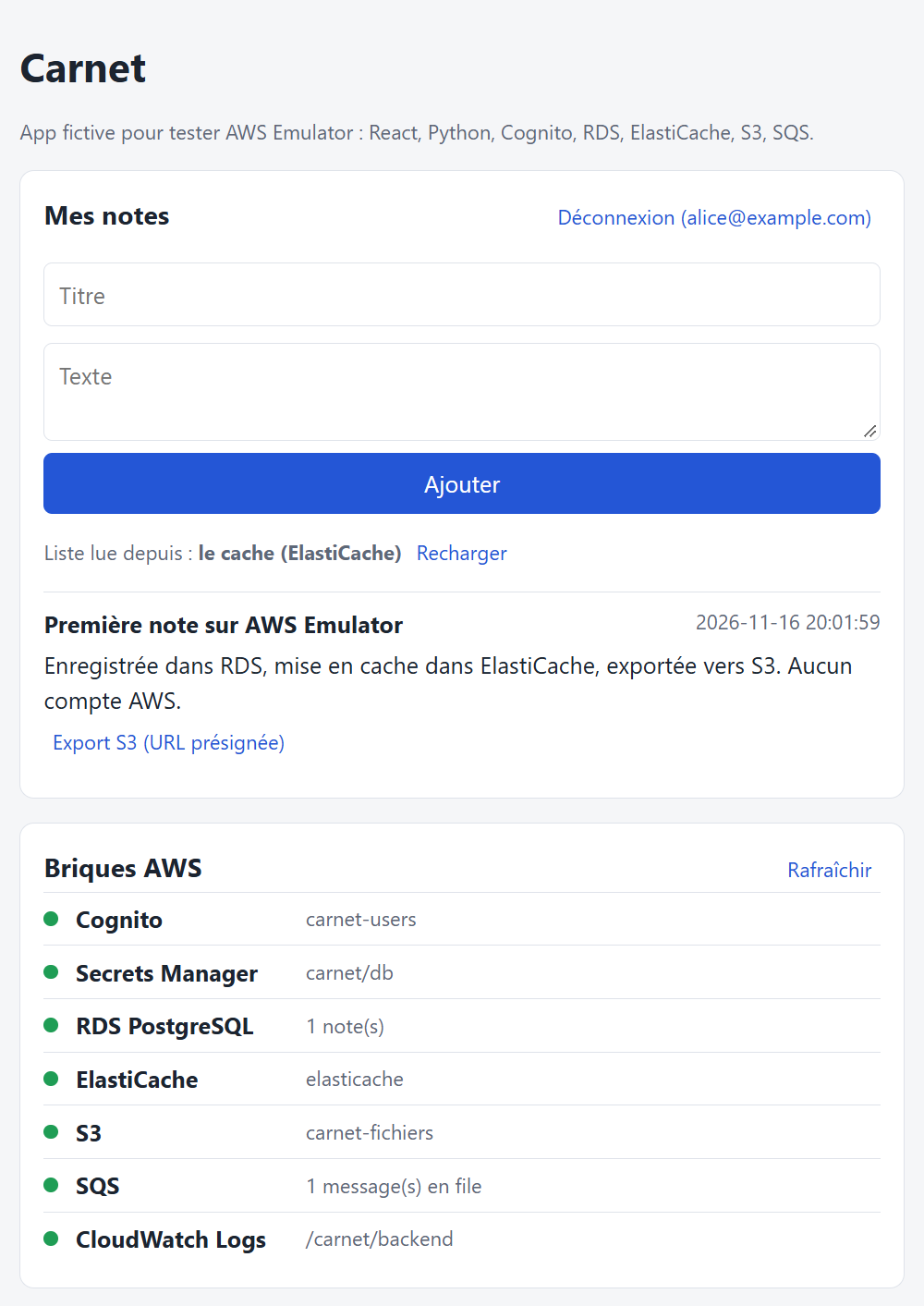 Carnet
App fictive pour tester AWS Emulator : React, Python, Cognito, RDS, ElastiCache, S3, SQS.
Mes notes
Déconnexion (alice@example.com)
Titre
Texte
Ajouter
Liste lue depuis : le cache (ElastiCache) Recharger
Première note sur AWS Emulator
2026-11-16 20:01:59
Enregistrée dans RDS, mise en cache dans ElastiCache, exportée vers S3. Aucun
compte AWS.
Export S3 (URL présignée)
Briques AWS
Rafraîchir
Cognito carnet-users
Secrets Manager carnet/db
RDS PostgreSQL 1 note(s)
ElastiCache elasticache
S3 carnet-fichiers
SQS 1 message(s) en file
CloudWatch Logs /carnet/backend